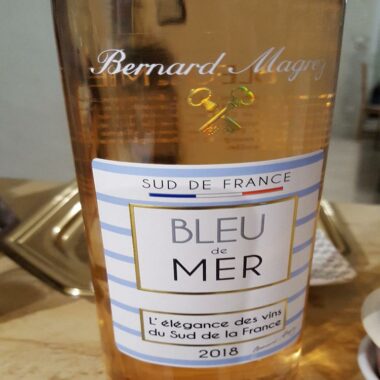 Bernard Magrez
SUD DE FRANCE
BLEU
de
MER
L'élégance des vins
du Sud de la France
2018